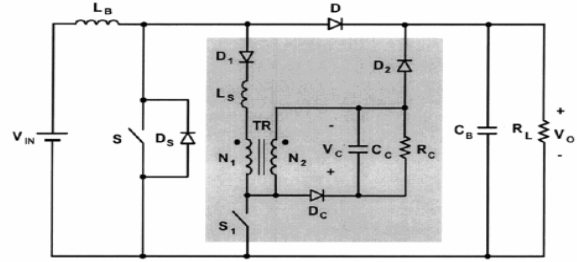 L_B
D
D_1
D_2
L_S
TR
V_IN
S
D_S
N_1
N_2
-
V_C
+
C_C
R_C
C_B
R_L
+
V_O
-
D_C
S_1